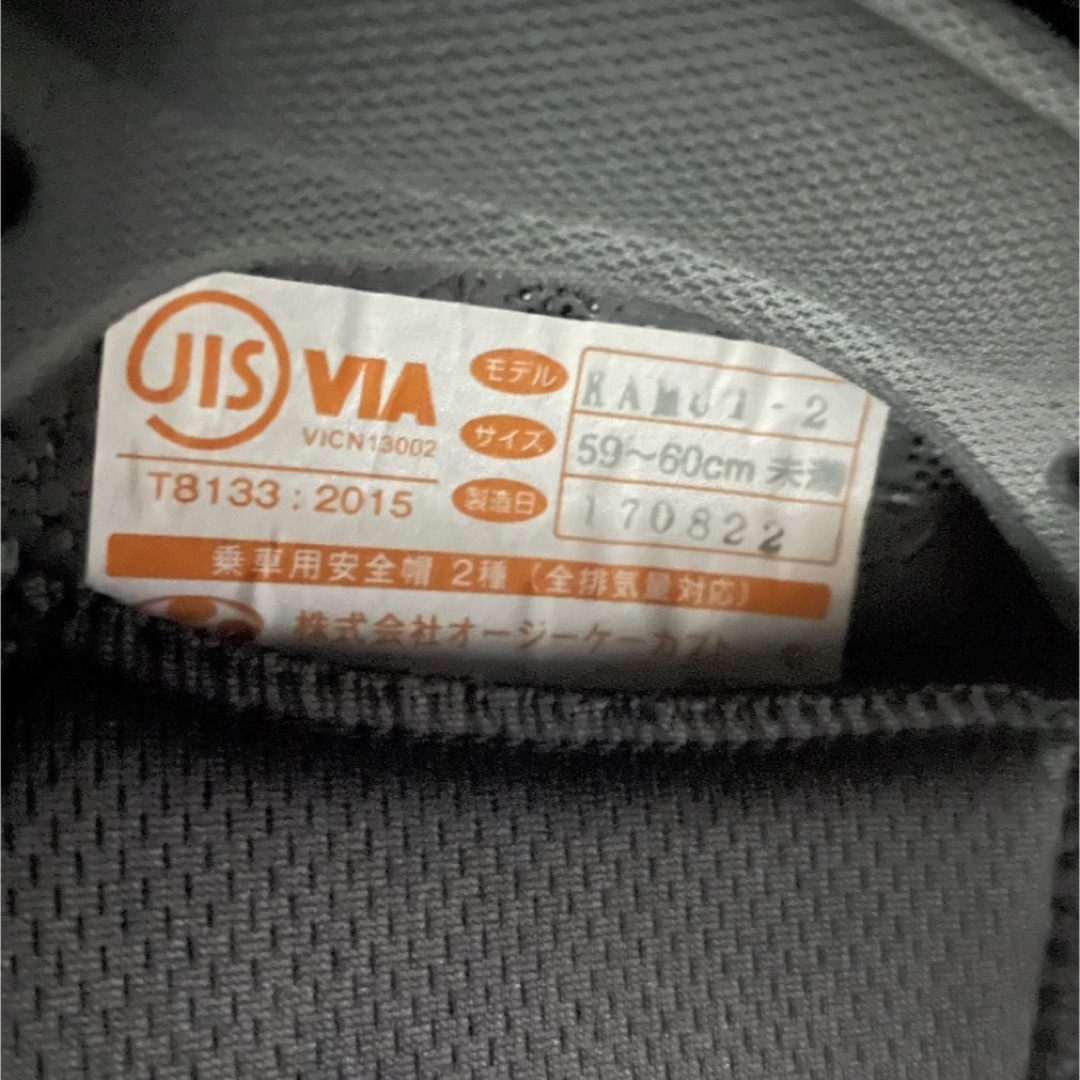 JIS VIA
VICN13002
T8133 : 2015
モデル KAMUI-2
サイズ 59〜60cm 未満
製造日 170822
乗車用安全帽 2種（全排気量対応）
株式会社オージーケーカブト